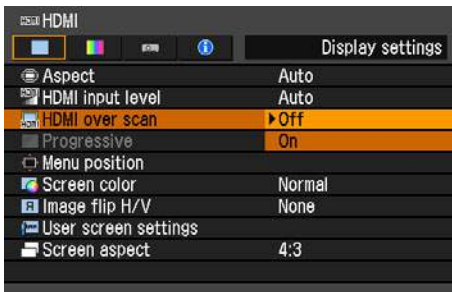 HDMI
Display settings
Aspect Auto
HDMI input level Auto
HDMI over scan Off
Progressive On
Menu position
Screen color Normal
Image flip H/V None
User screen settings
Screen aspect 4:3